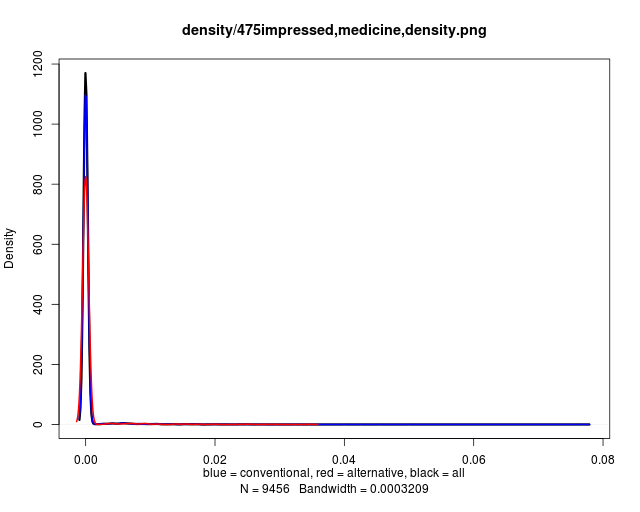 density/475impressed,medicine,density.png
Density
1200
1000
800
600
400
200
0
0.00 0.02 0.04 0.06 0.08
blue = conventional, red = alternative, black = all
N = 9456 Bandwidth = 0.0003209